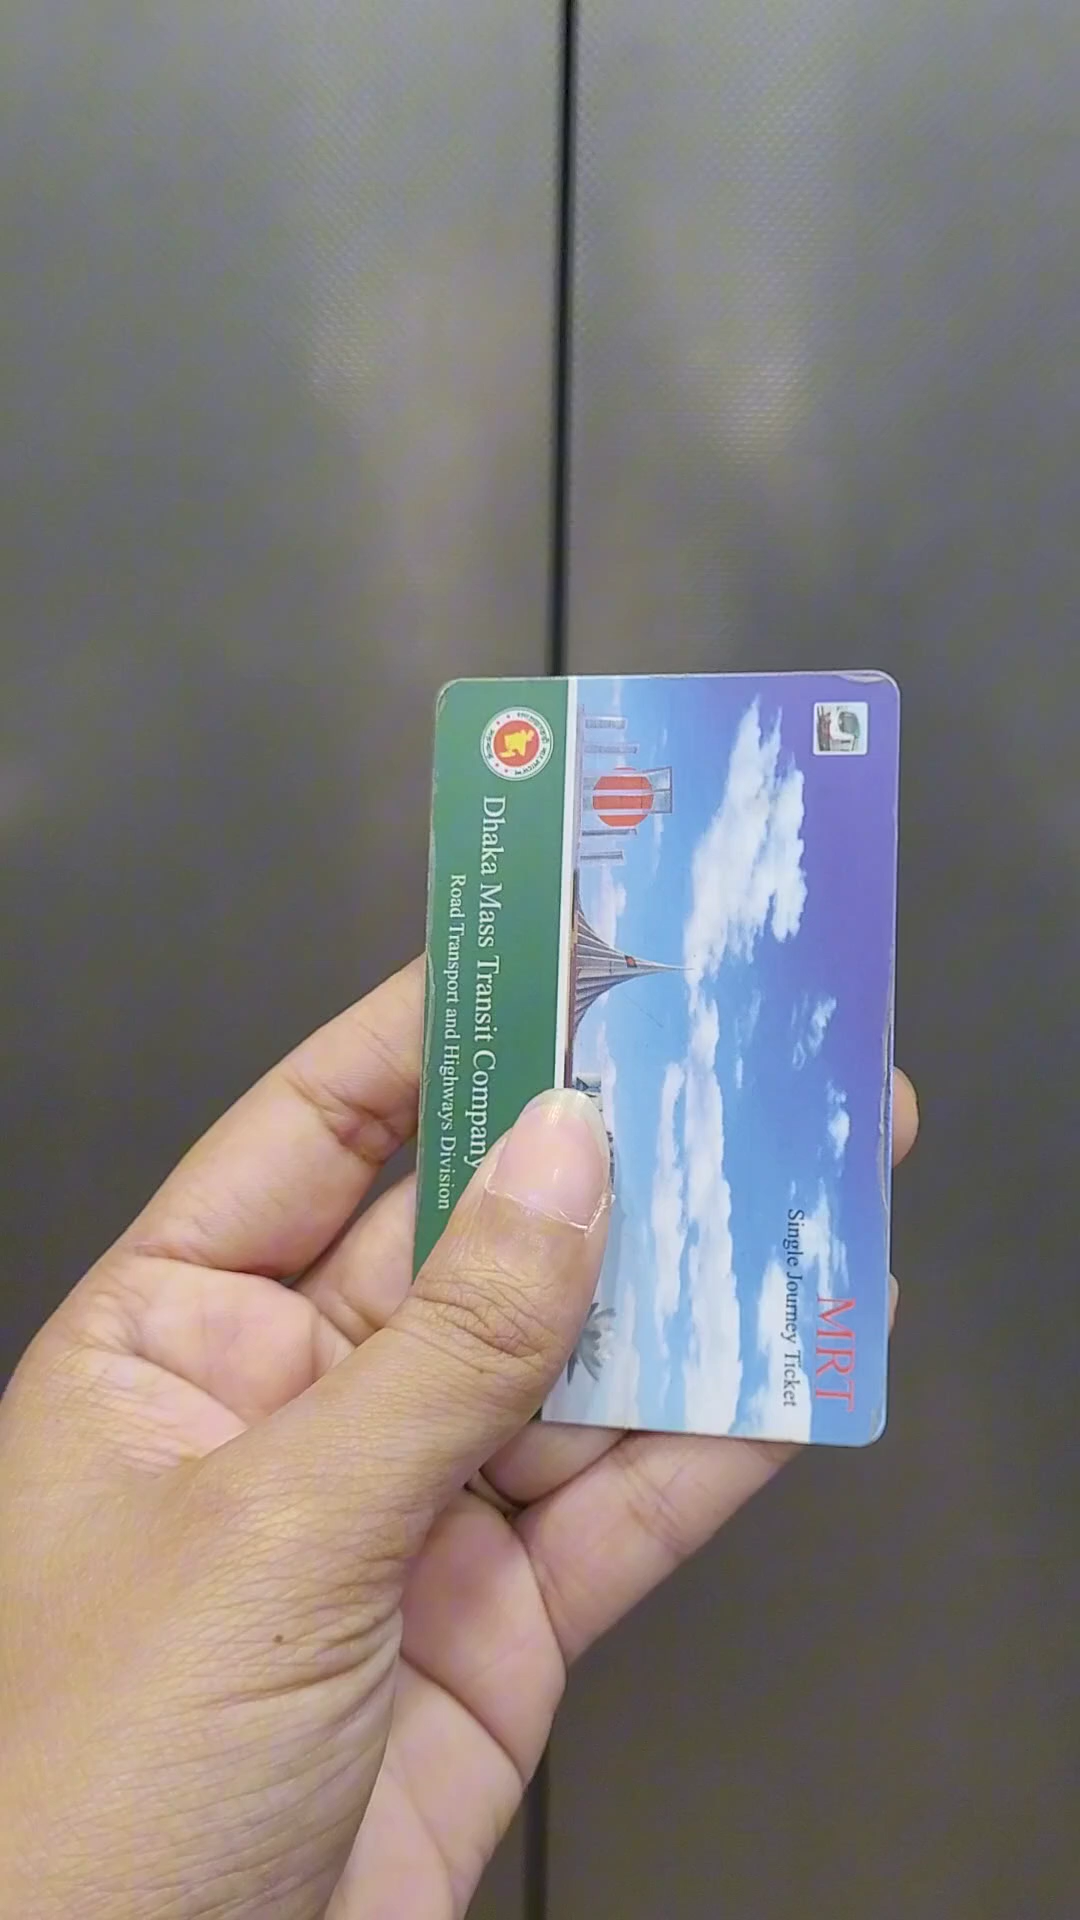 MRT
Single Journey Ticket
Dhaka Mass Transit Company
Road Transport and Highways Division